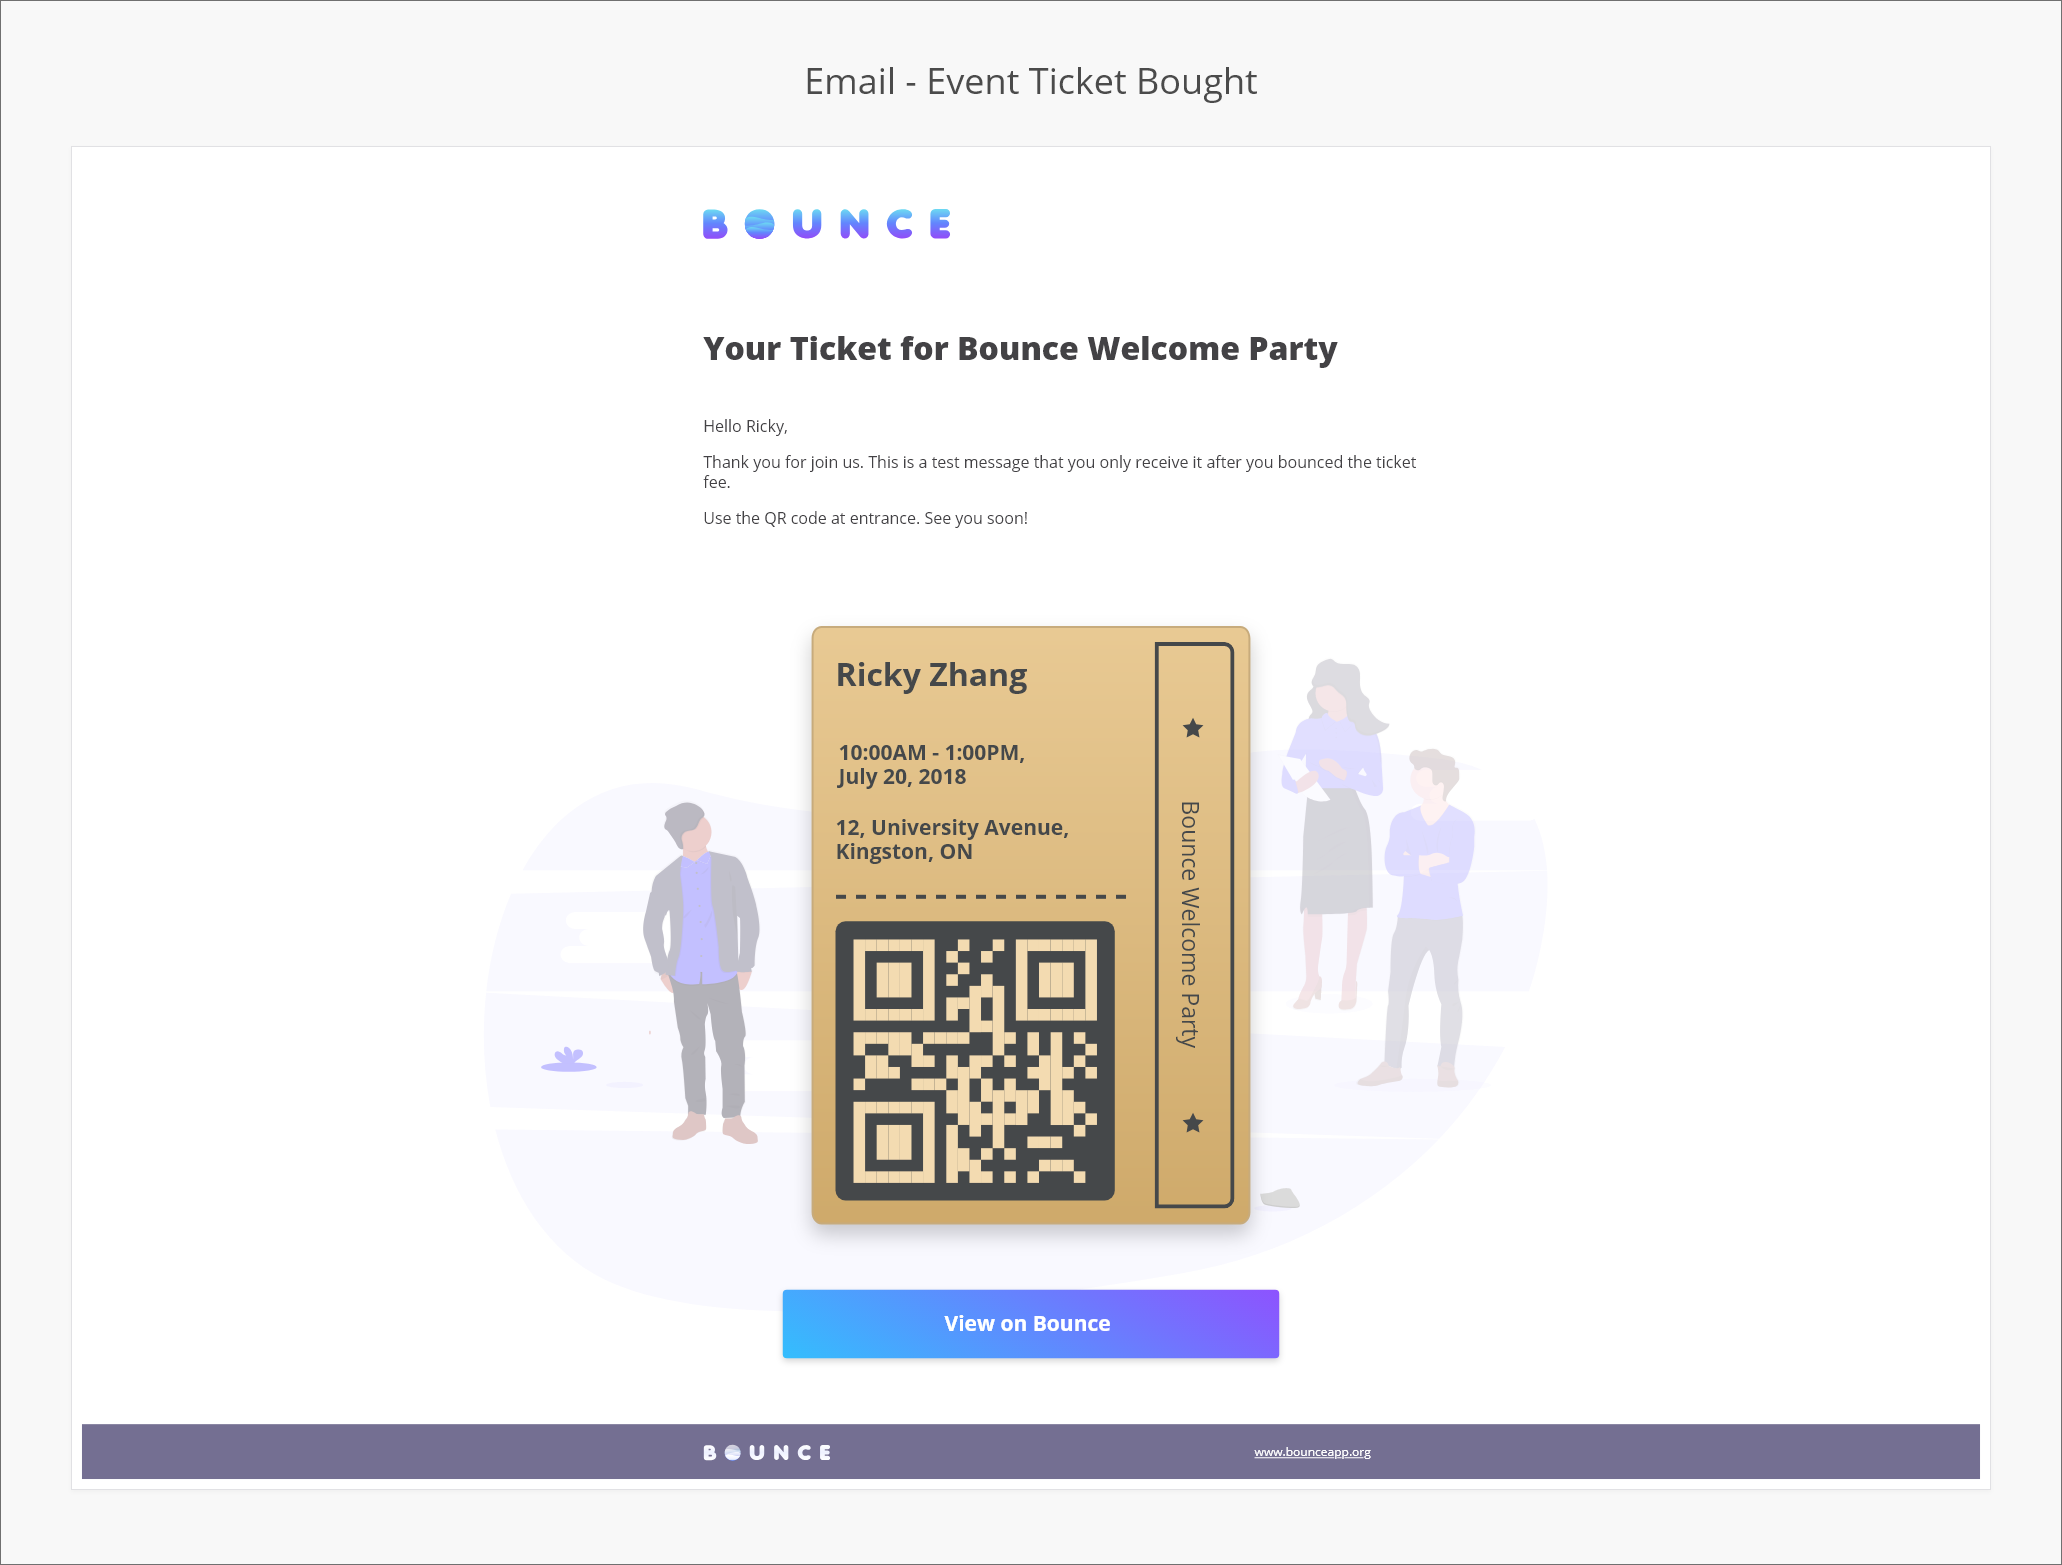 Email - Event Ticket Bought
BOUNCE
Your Ticket for Bounce Welcome Party
Hello Ricky,
Thank you for join us. This is a test message that you only receive it after you bounced the ticket
fee.
Use the QR code at entrance. See you soon!
Ricky Zhang
10:00AM - 1:00PM,
July 20, 2018
12, University Avenue,
Kingston, ON
Bounce Welcome Party
View on Bounce
BOUNCE
www.bounceapp.org